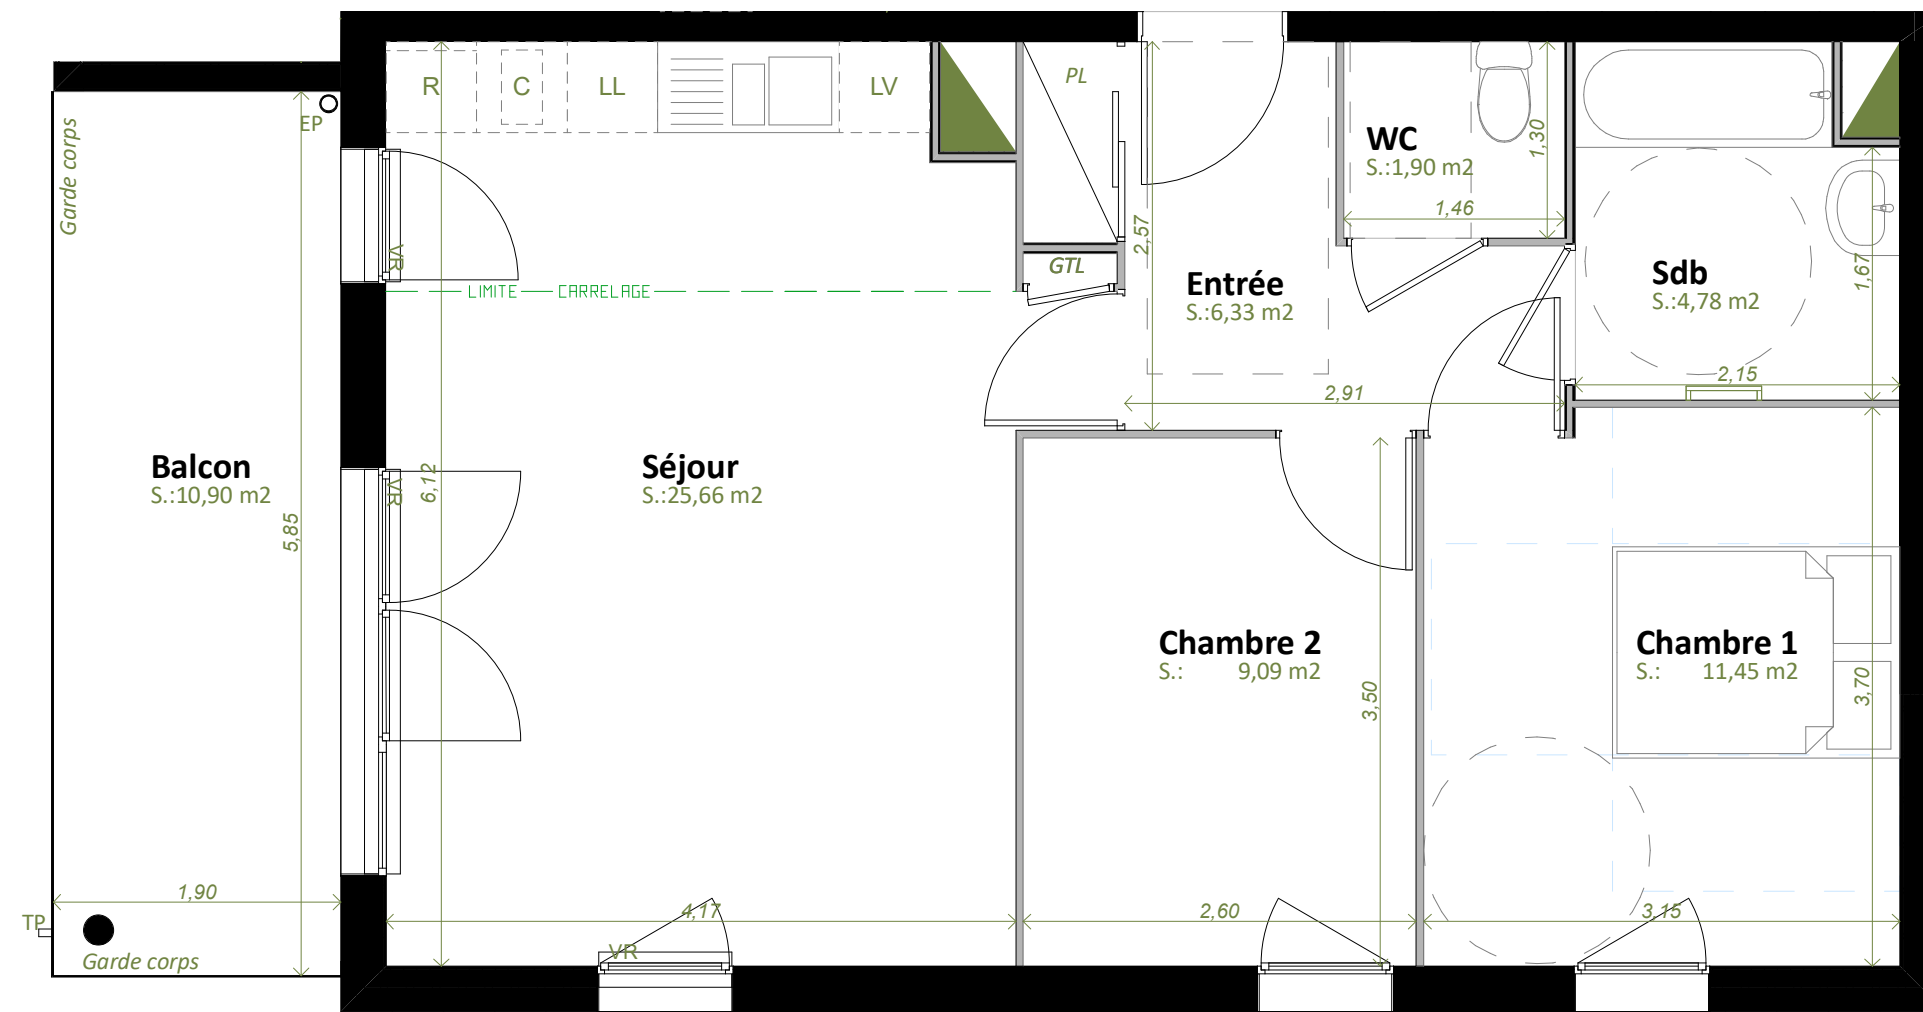 R
C
LL
LV
PL
EP
Garde corps
VR
WC
S.:1,90 m2
1,30
1,46
2,57
GTL
LIMITE CARRELAGE
Entrée
S.:6,33 m2
Sdb
S.:4,78 m2
1,67
2,15
2,91
Balcon
S.:10,90 m2
5,85
VR
6,12
Séjour
S.:25,66 m2
Chambre 2
S.: 9,09 m2
3,50
Chambre 1
S.: 11,45 m2
3,70
1,90
TP
Garde corps
4,17
VR
2,60
3,15